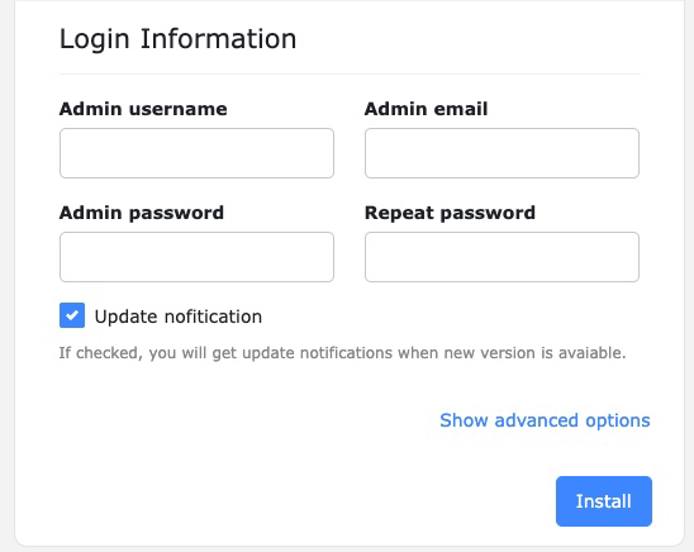 Login Information
Admin username
Admin email
Admin password
Repeat password
Update nofitication
If checked, you will get update notifications when new version is avaiable.
Show advanced options
Install